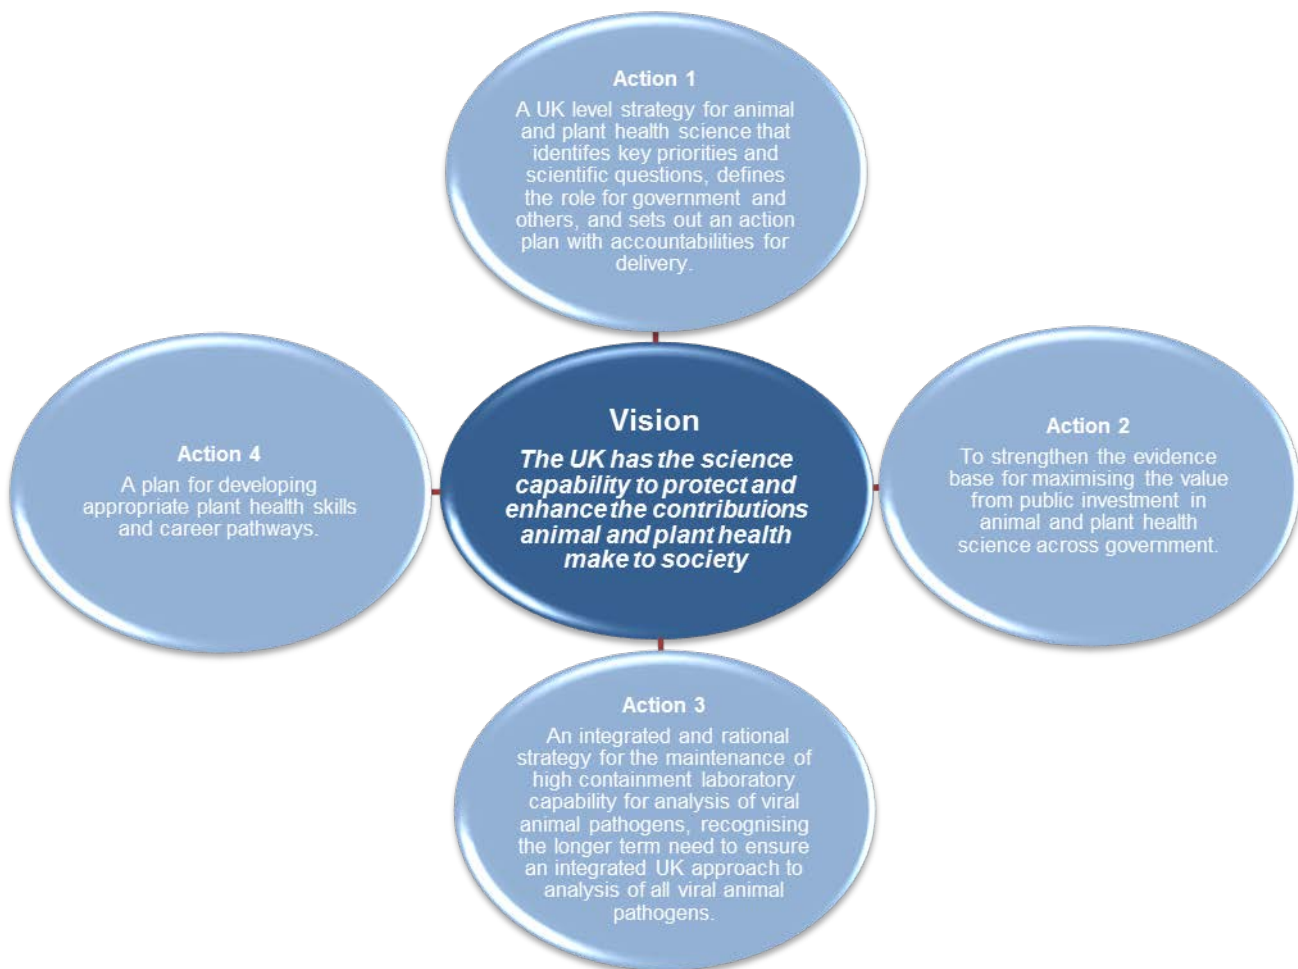 Action 1
A UK level strategy for animal
and plant health science that
identifes key priorities and
scientific questions, defines
the role for government and
others, and sets out an action
plan with accountabilities for
delivery.
Action 4
A plan for developing
appropriate plant health skills
and career pathways.
Vision
The UK has the science
capability to protect and
enhance the contributions
animal and plant health
make to society
Action 2
To strengthen the evidence
base for maximising the value
from public investment in
animal and plant health
science across government.
Action 3
An integrated and rational
strategy for the maintenance of
high containment laboratory
capability for analysis of viral
animal pathogens, recognising
the longer term need to ensure
an integrated UK approach to
analysis of all viral animal
pathogens.